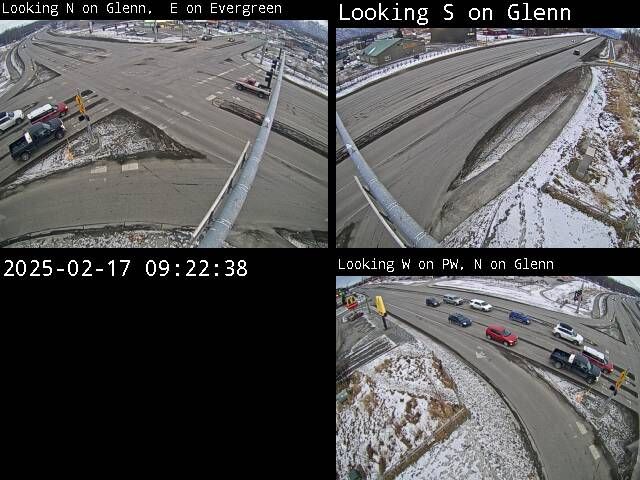 Looking N on Glenn, E on Evergreen
Looking S on Glenn
2025-02-17 09:22:38
Looking W on PW, N on Glenn